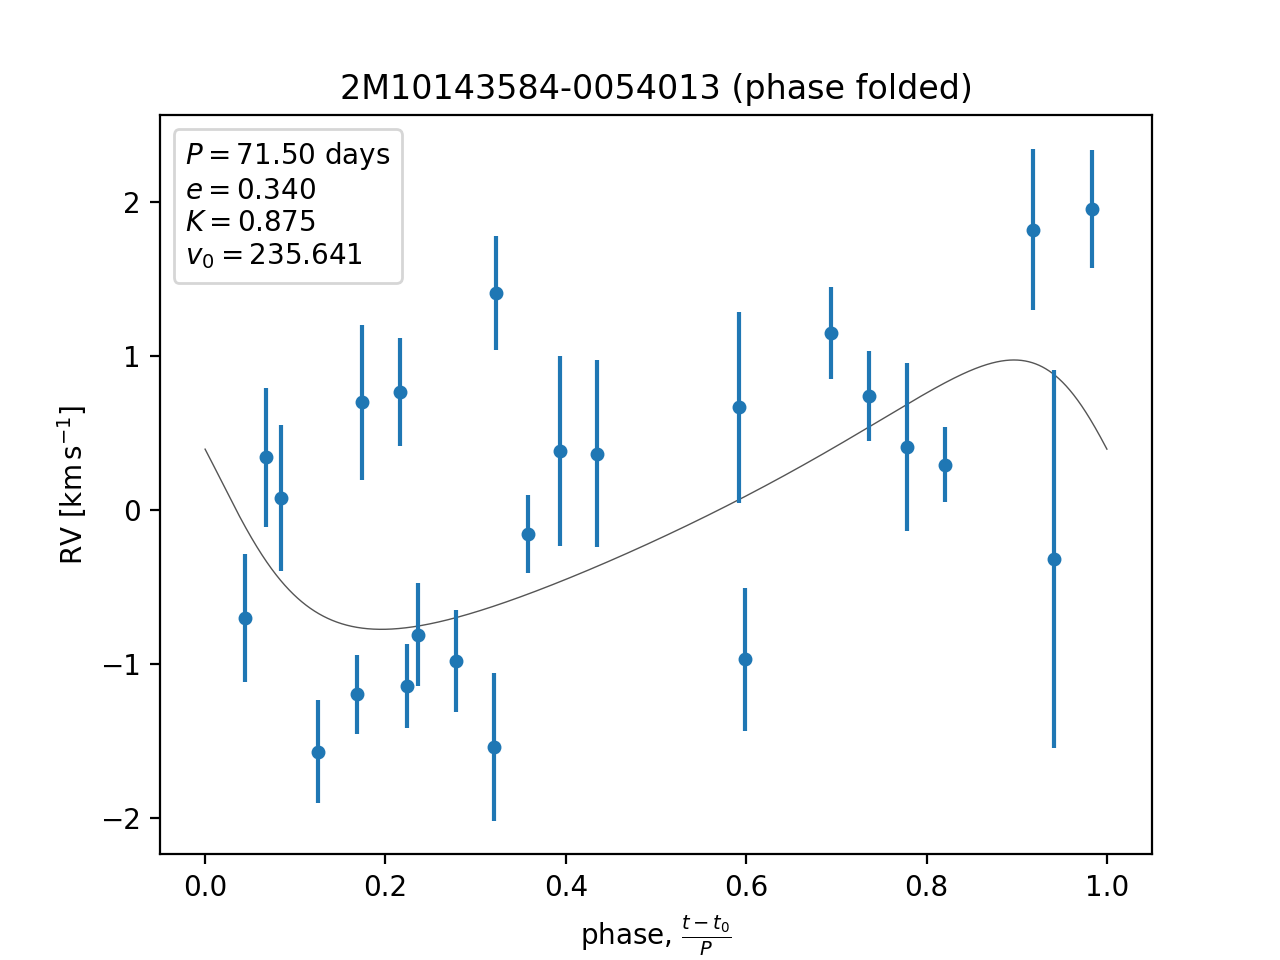 2M10143584-0054013 (phase folded)
P = 71.50 days
e = 0.340
K = 0.875
v₀ = 235.641
RV [km s⁻¹]
2
1
0
−1
−2
0.0 0.2 0.4 0.6 0.8 1.0
phase, (t − t₀)/P